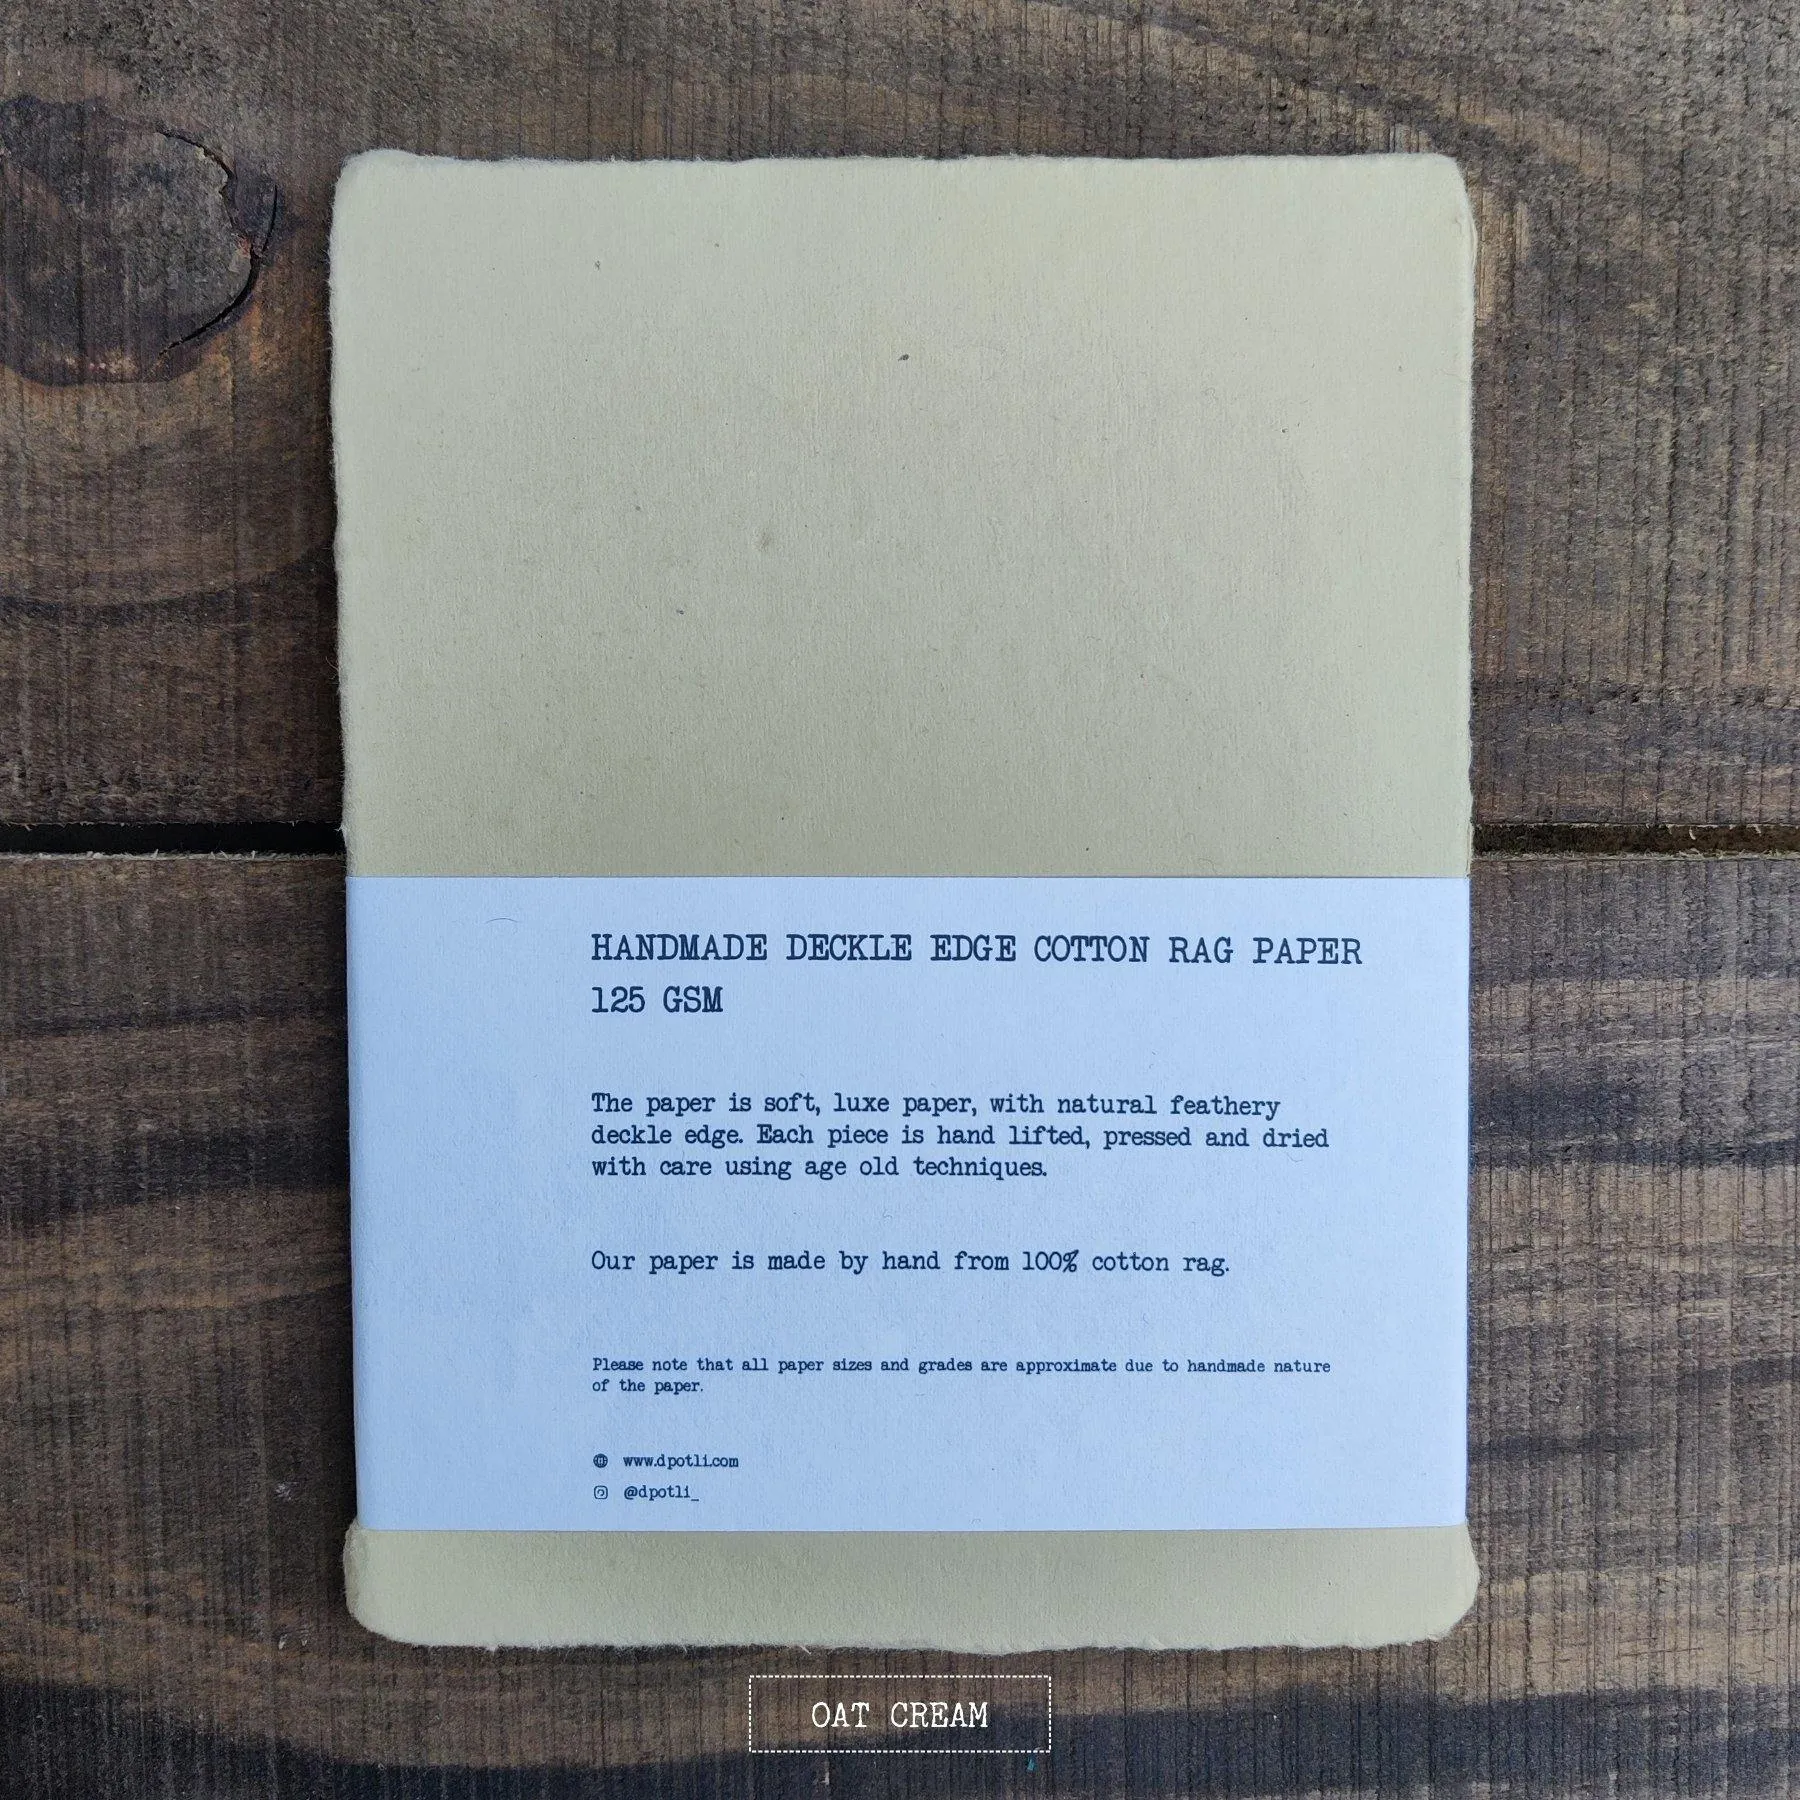 HANDMADE DECKLE EDGE COTTON RAG PAPER
125 GSM
The paper is soft, luxe paper, with natural feathery
deckle edge. Each piece is hand lifted, pressed and dried
with care using age old techniques.
Our paper is made by hand from 100% cotton rag.
Please note that all paper sizes and grades are approximate due to handmade nature
of the paper.
www.dpotli.com
@dpotli_
OAT CREAM